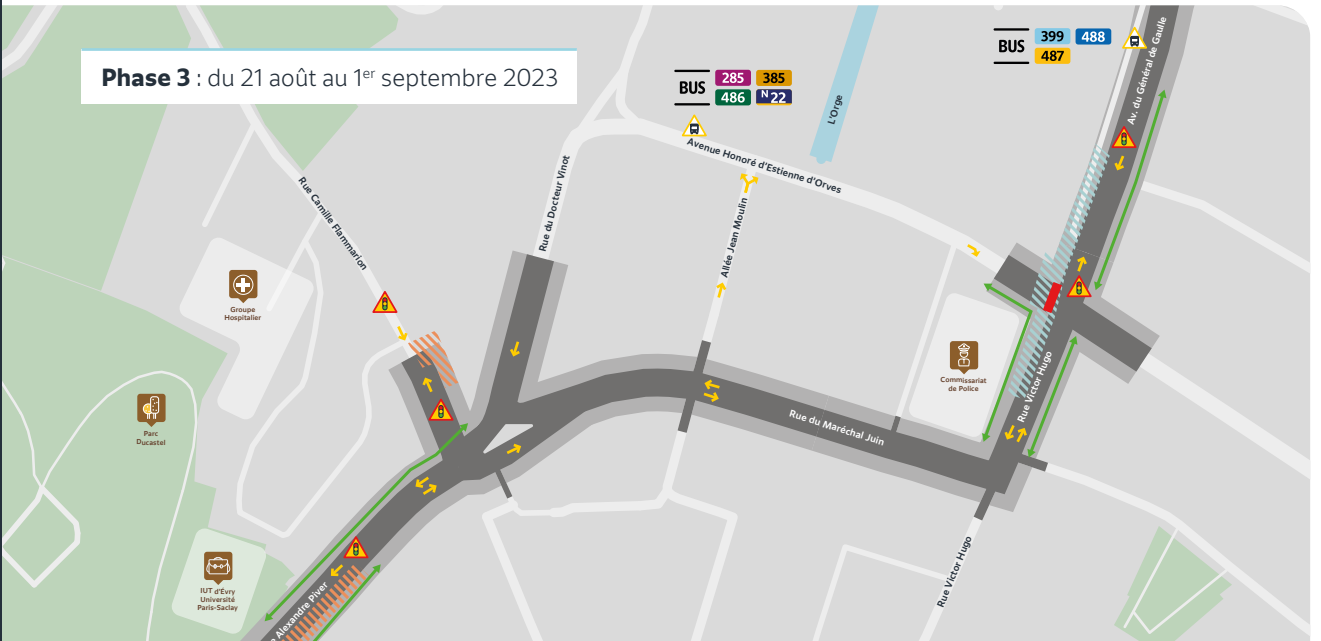 Phase 3 : du 21 août au 1er septembre 2023
BUS 285 385
486 N22
BUS 399 488
487
L'Orge
Av. du Général de Gaulle
Avenue Honoré d'Estienne d'Orves
Rue du Docteur Vinot
Rue Camille Flammarion
Allée Jean Moulin
Groupe
Hospitalier
Commissariat
de Police
Rue Victor Hugo
Parc
Ducastel
Rue du Maréchal Juin
IUT d'Évry
Université
Paris-Saclay
Rue Victor Hugo
Alexandre Piver